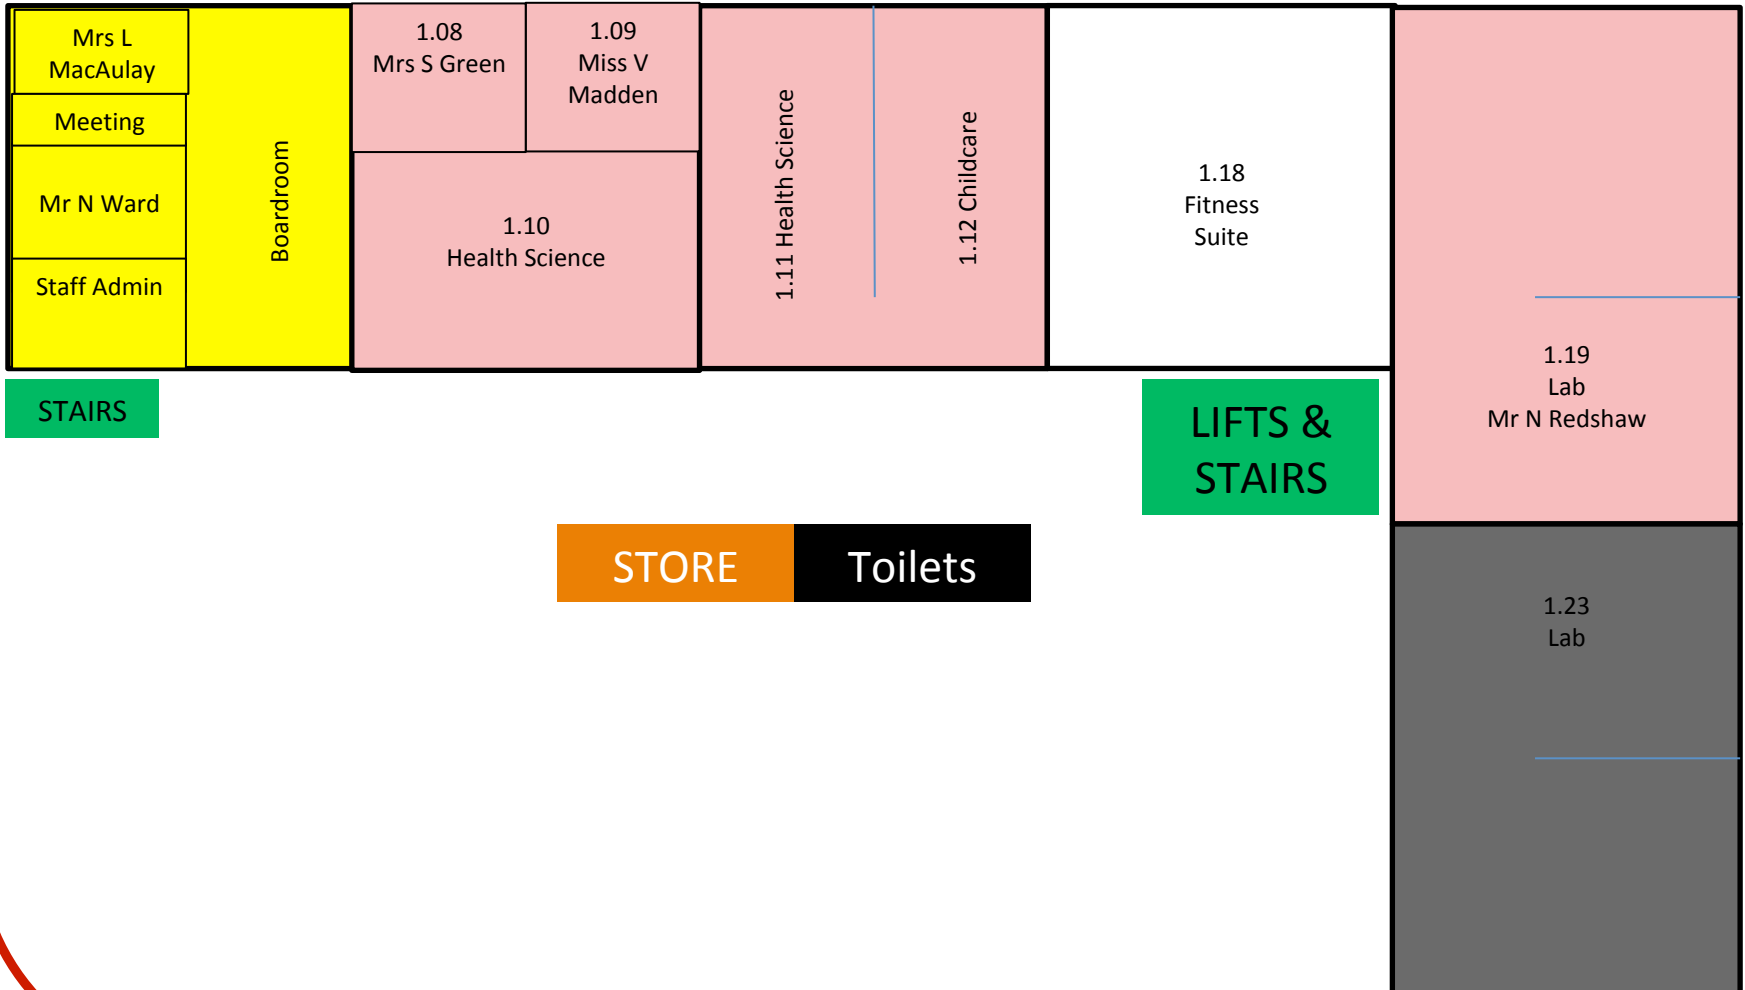 Mrs L
MacAulay
Meeting
Mr N Ward
Staff Admin
Boardroom
1.08
Mrs S Green
1.09
Miss V
Madden
1.10
Health Science
1.11 Health Science
1.12 Childcare
1.18
Fitness
Suite
1.19
Lab
Mr N Redshaw
STAIRS
LIFTS &
STAIRS
STORE
Toilets
1.23
Lab